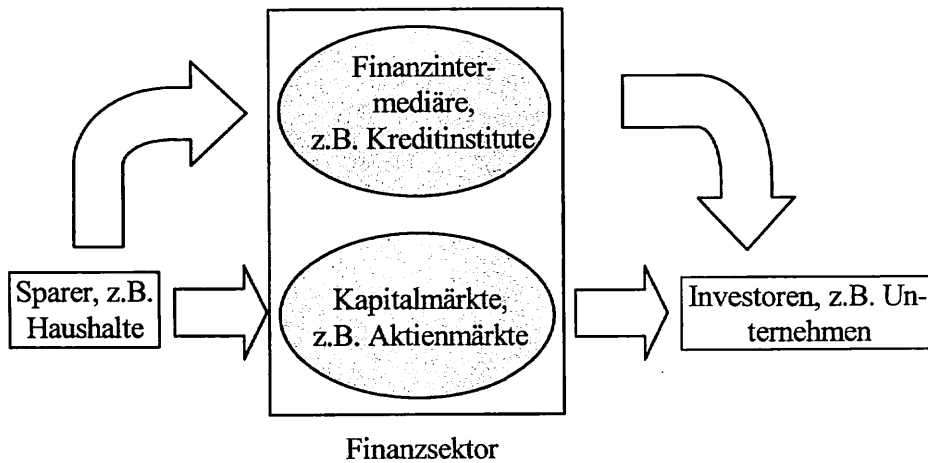 Finanzinter-
mediäre,
z.B. Kreditinstitute
Sparer, z.B.
Haushalte
Kapitalmärkte,
z.B. Aktienmärkte
Investoren, z.B. Un-
ternehmen
Finanzsektor